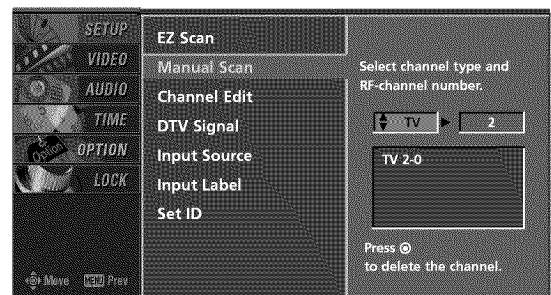 SETUP
VIDEO
AUDIO
TIME
Option
OPTION
LOCK
Move
MENU Prev
EZ Scan
Manual Scan
Channel Edit
DTV Signal
Input Source
Input Label
Set ID
Select channel type and
RF-channel number.
TV
2
TV 2-0
Press
to delete the channel.